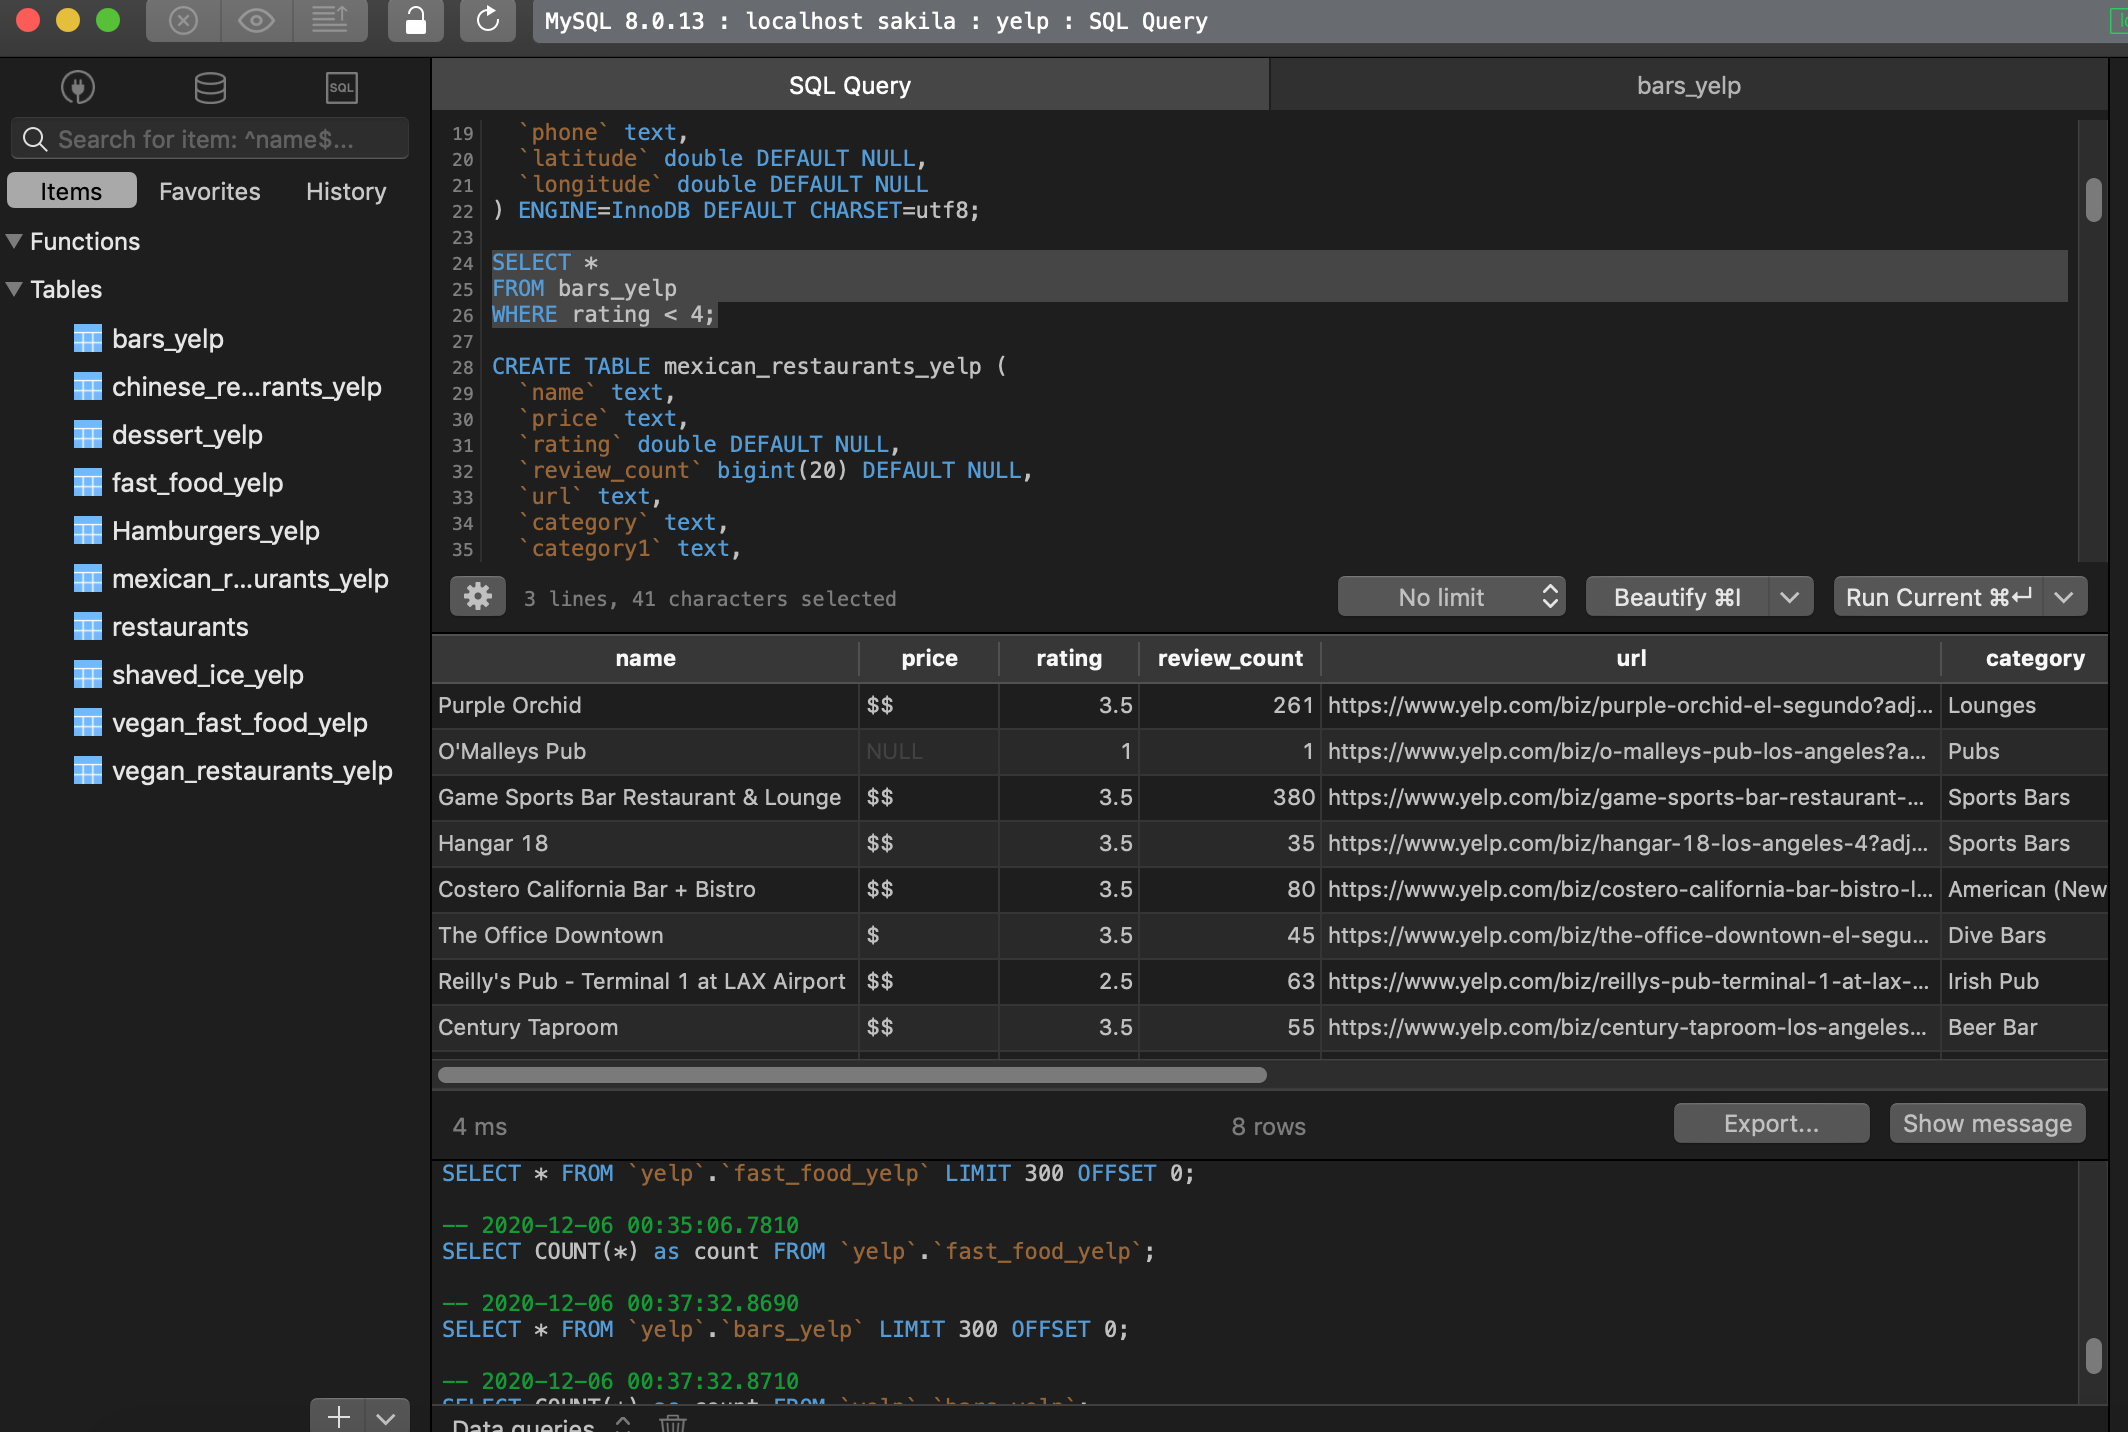 MySQL 8.0.13 : localhost sakila : yelp : SQL Query
SQL
Search for item: ^name$...
Items Favorites History
Functions
Tables
bars_yelp
chinese_re...rants_yelp
dessert_yelp
fast_food_yelp
Hamburgers_yelp
mexican_r...urants_yelp
restaurants
shaved_ice_yelp
vegan_fast_food_yelp
vegan_restaurants_yelp
SQL Query bars_yelp
19 `phone` text,
20 `latitude` double DEFAULT NULL,
21 `longitude` double DEFAULT NULL
22 ) ENGINE=InnoDB DEFAULT CHARSET=utf8;
23
24 SELECT *
25 FROM bars_yelp
26 WHERE rating < 4;
27
28 CREATE TABLE mexican_restaurants_yelp (
29 `name` text,
30 `price` text,
31 `rating` double DEFAULT NULL,
32 `review_count` bigint(20) DEFAULT NULL,
33 `url` text,
34 `category` text,
35 `category1` text,
3 lines, 41 characters selected No limit Beautify ⌘I Run Current ⌘↵
name price rating review_count url category
Purple Orchid $$ 3.5 261 https://www.yelp.com/biz/purple-orchid-el-segundo?adj... Lounges
O'Malleys Pub NULL 1 1 https://www.yelp.com/biz/o-malleys-pub-los-angeles?a... Pubs
Game Sports Bar Restaurant & Lounge $$ 3.5 380 https://www.yelp.com/biz/game-sports-bar-restaurant-... Sports Bars
Hangar 18 $$ 3.5 35 https://www.yelp.com/biz/hangar-18-los-angeles-4?adj... Sports Bars
Costero California Bar + Bistro $$ 3.5 80 https://www.yelp.com/biz/costero-california-bar-bistro-l... American (New
The Office Downtown $ 3.5 45 https://www.yelp.com/biz/the-office-downtown-el-segu... Dive Bars
Reilly's Pub - Terminal 1 at LAX Airport $$ 2.5 63 https://www.yelp.com/biz/reillys-pub-terminal-1-at-lax-... Irish Pub
Century Taproom $$ 3.5 55 https://www.yelp.com/biz/century-taproom-los-angeles... Beer Bar
4 ms 8 rows Export... Show message
SELECT * FROM `yelp`.`fast_food_yelp` LIMIT 300 OFFSET 0;
-- 2020-12-06 00:35:06.7810
SELECT COUNT(*) as count FROM `yelp`.`fast_food_yelp`;
-- 2020-12-06 00:37:32.8690
SELECT * FROM `yelp`.`bars_yelp` LIMIT 300 OFFSET 0;
-- 2020-12-06 00:37:32.8710
SELECT COUNT(*) as count FROM `yelp`.`bars_yelp`;
Data queries